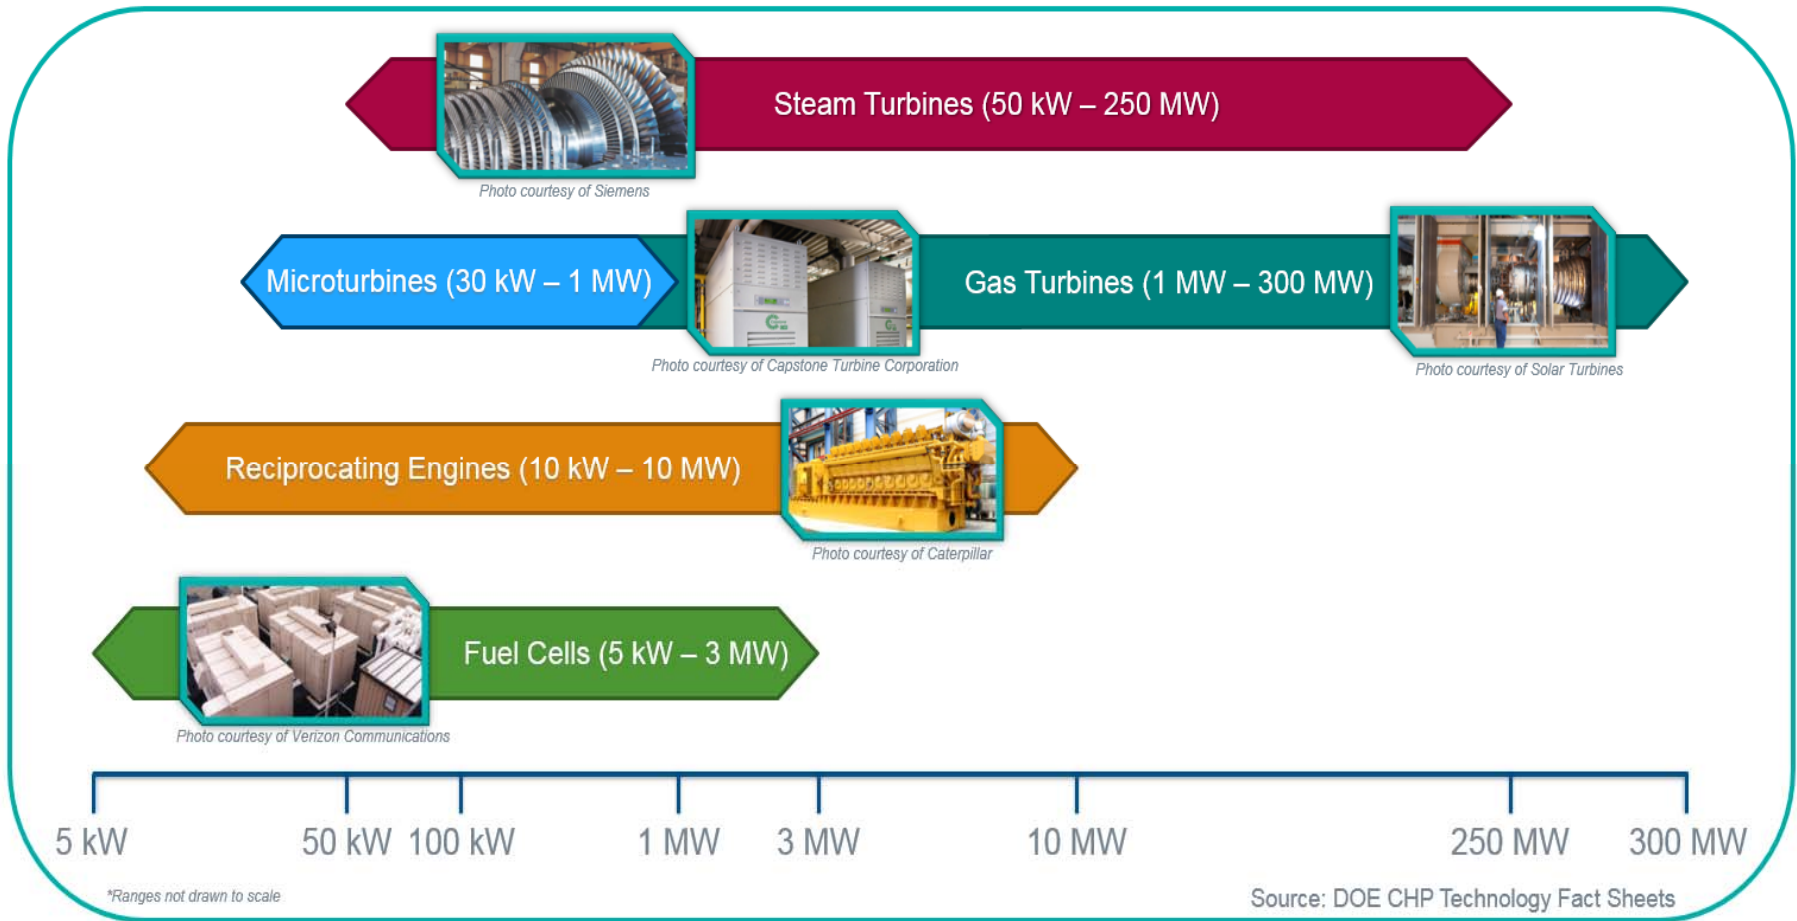 Steam Turbines (50 kW – 250 MW)
Photo courtesy of Siemens
Microturbines (30 kW – 1 MW)
Gas Turbines (1 MW – 300 MW)
Photo courtesy of Capstone Turbine Corporation
Photo courtesy of Solar Turbines
Reciprocating Engines (10 kW – 10 MW)
Photo courtesy of Caterpillar
Fuel Cells (5 kW – 3 MW)
Photo courtesy of Verizon Communications
5 kW 50 kW 100 kW 1 MW 3 MW 10 MW 250 MW 300 MW
*Ranges not drawn to scale
Source: DOE CHP Technology Fact Sheets